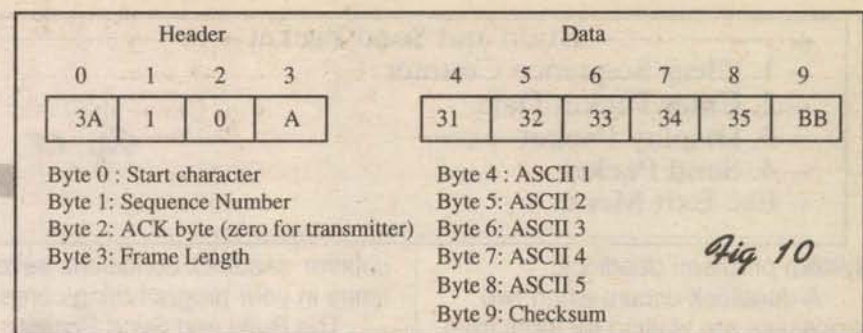 Header Data
0 1 2 3 4 5 6 7 8 9
3A 1 0 A 31 32 33 34 35 BB
Byte 0 : Start character
Byte 1: Sequence Number
Byte 2: ACK byte (zero for transmitter)
Byte 3: Frame Length
Byte 4 : ASCII 1
Byte 5: ASCII 2
Byte 6: ASCII 3
Byte 7: ASCII 4
Byte 8: ASCII 5
Byte 9: Checksum
Fig 10